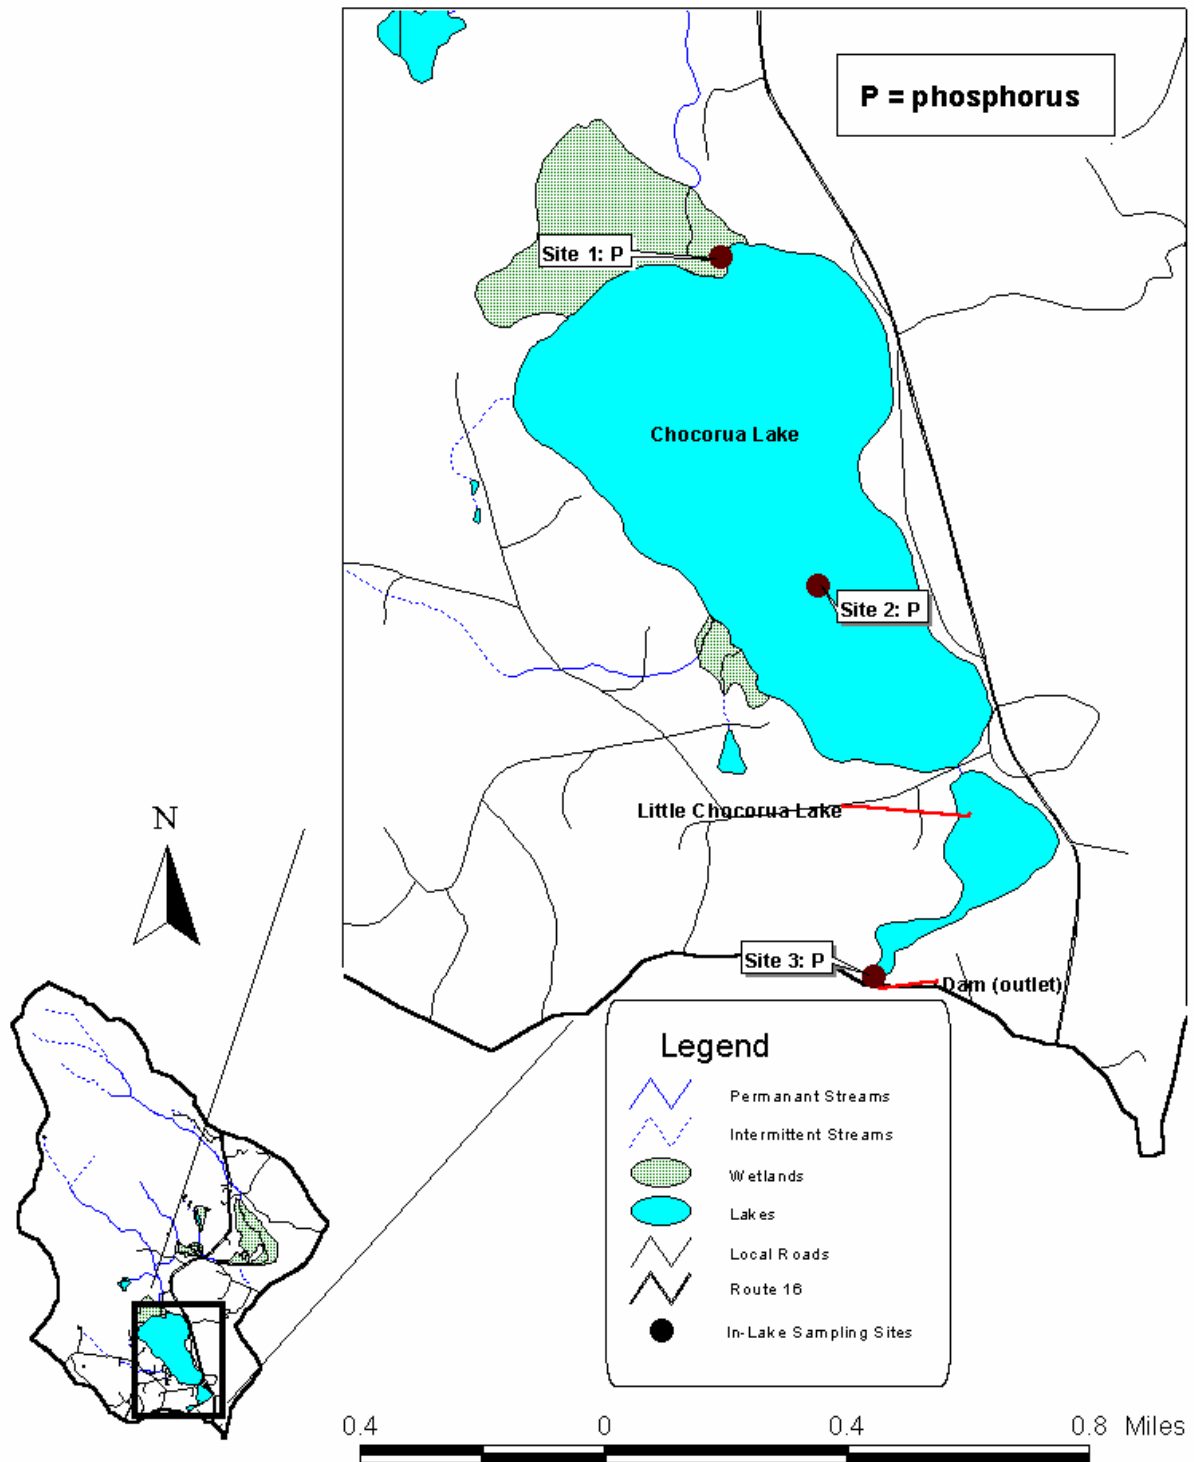 P = phosphorus
Site 1: P
Chocorua Lake
Site 2: P
Little Chocorua Lake
N
Site 3: P
Dam (outlet)
Legend
Permanant Streams
Intermittent Streams
Wetlands
Lakes
Local Roads
Route 16
In-Lake Sampling Sites
0.4 0 0.4 0.8 Miles